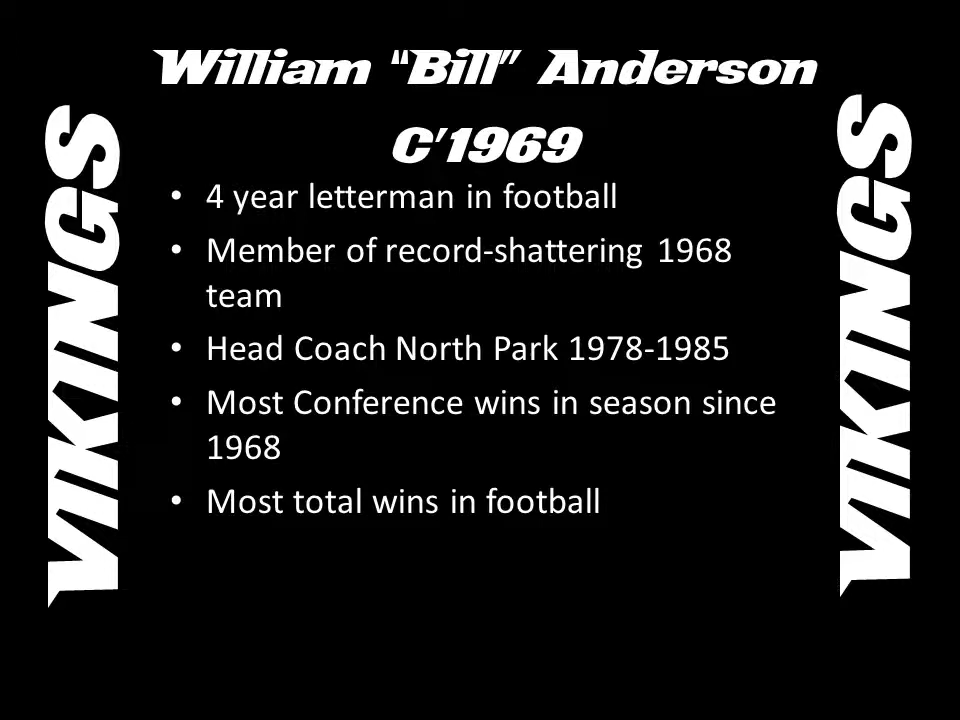 William “Bill” Anderson
C'1969
VIKINGS
VIKINGS
• 4 year letterman in football
• Member of record-shattering 1968
team
• Head Coach North Park 1978-1985
• Most Conference wins in season since
1968
• Most total wins in football